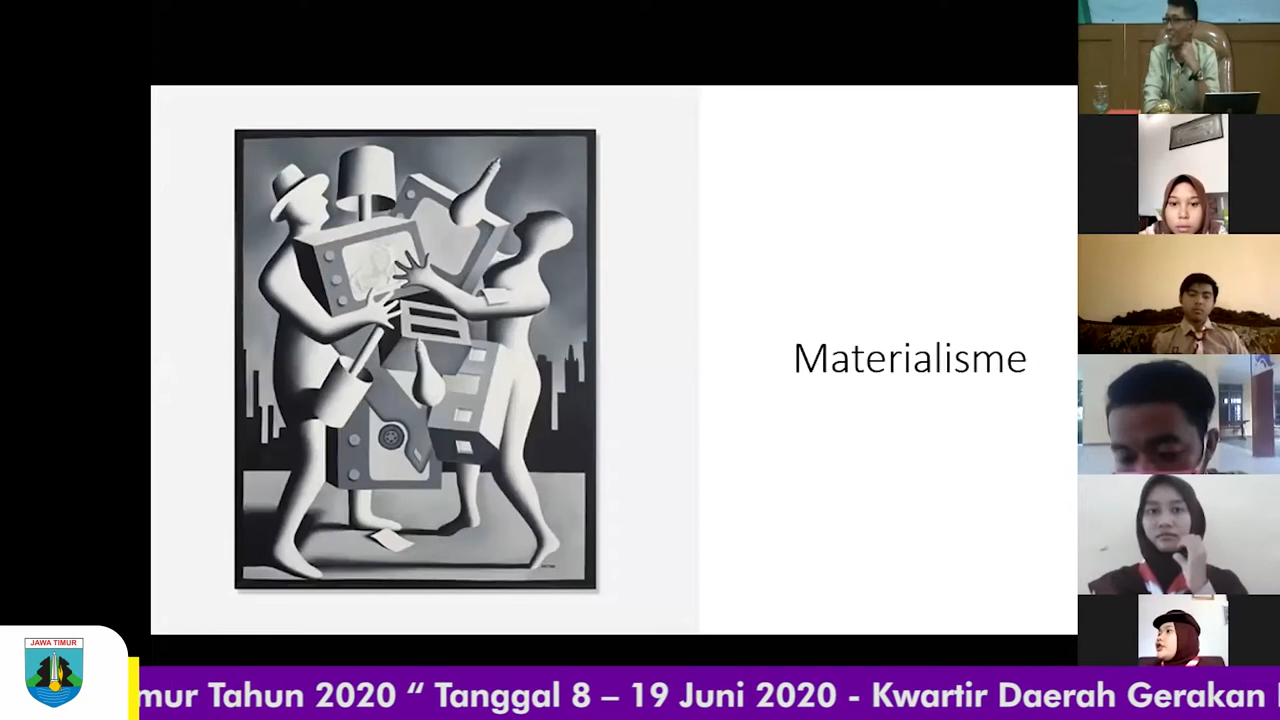 Materialisme
JAWA TIMUR
mur Tahun 2020 “ Tanggal 8 – 19 Juni 2020 - Kwartir Daerah Gerakan